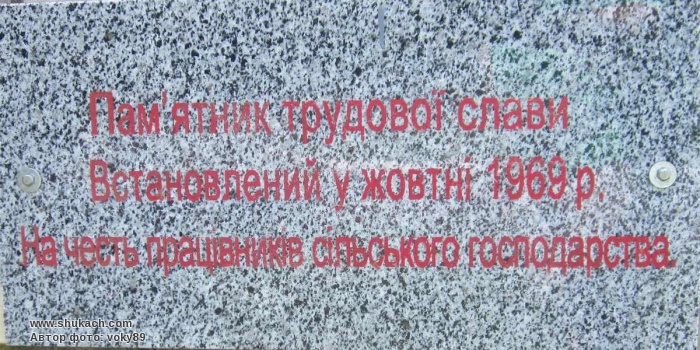 Пам'ятник трудової слави
Встановлений у жовтні 1969 р.
На честь працівників сільського господарства.
www.shukach.com
Автор фото: voky89